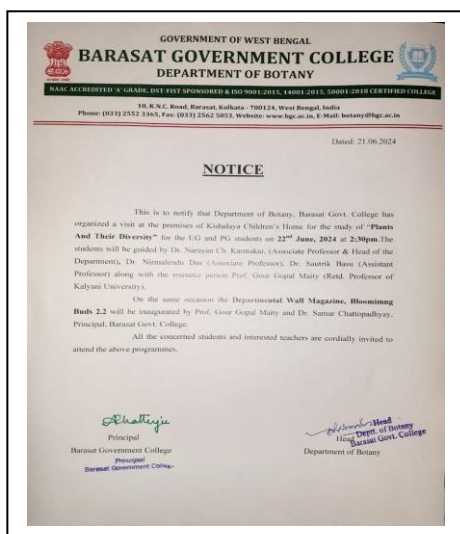 GOVERNMENT OF WEST BENGAL
BARASAT GOVERNMENT COLLEGE
DEPARTMENT OF BOTANY
NAAC ACCREDITED 'A' GRADE, DST-FIST SPONSORED & ISO 9001:2015, 14001:2015, 50001:2018 CERTIFIED COLLEGE
10, K.N.C. Road, Barasat, Kolkata - 700124, West Bengal, India
Phone: (033) 2552 3365, Fax: (033) 2562 5053, Website: www.bgc.ac.in, E-Mail: botany@bgc.ac.in
Dated: 21.06.2024
NOTICE
This is to notify that Department of Botany, Barasat Govt. College has
organized a visit at the premises of Kishalaya Children's Home for the study of "Plants
And Their Diversity" for the UG and PG students on 22nd June, 2024 at 2:30pm.The
students will be guided by Dr. Narayan Ch. Karmakar, (Associate Professor & Head of the
Department), Dr. Nirmalendu Das (Associate Professor), Dr. Sautrik Basu (Assistant
Professor) along with the resource person Prof. Gour Gopal Maity (Retd. Professor of
Kalyani University).
On the same occasion the Departmental Wall Magazine, Bloomimng
Buds 2.2 will be inaugurated by Prof. Gour Gopal Maity and Dr. Samar Chattopadhyay,
Principal, Barasat Govt. College.
All the concerned students and interested teachers are cordially invited to
attend the above programmes.
Principal
Barasat Government College
Principal
Barasat Government College
Head
Department of Botany
Head
Deptt. of Botany
Barasat Govt. College